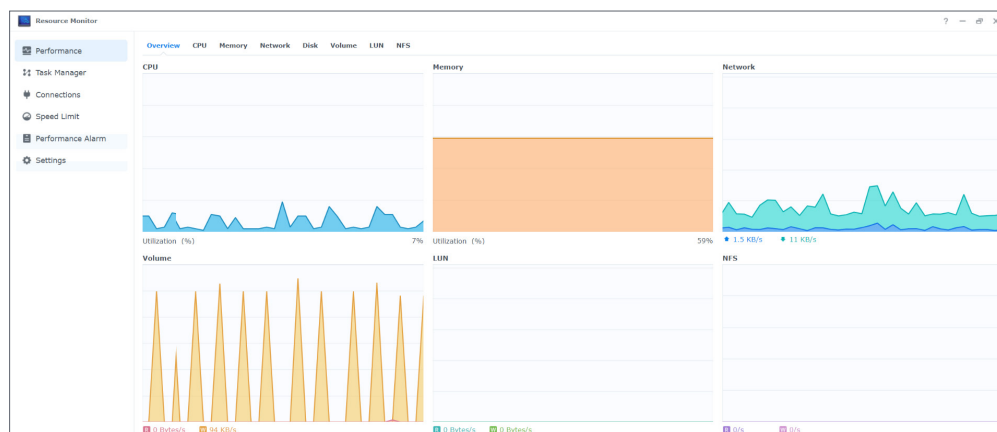 Resource Monitor
?
Performance
Task Manager
Connections
Speed Limit
Performance Alarm
Settings
Overview CPU Memory Network Disk Volume LUN NFS
CPU
Utilization (%) 7%
Memory
Utilization (%) 59%
Network
1.5 KB/s 11 KB/s
Volume
R 0 Bytes/s W 94 KB/s
LUN
R 0 Bytes/s W 0 Bytes/s
NFS
R 0/s W 0/s